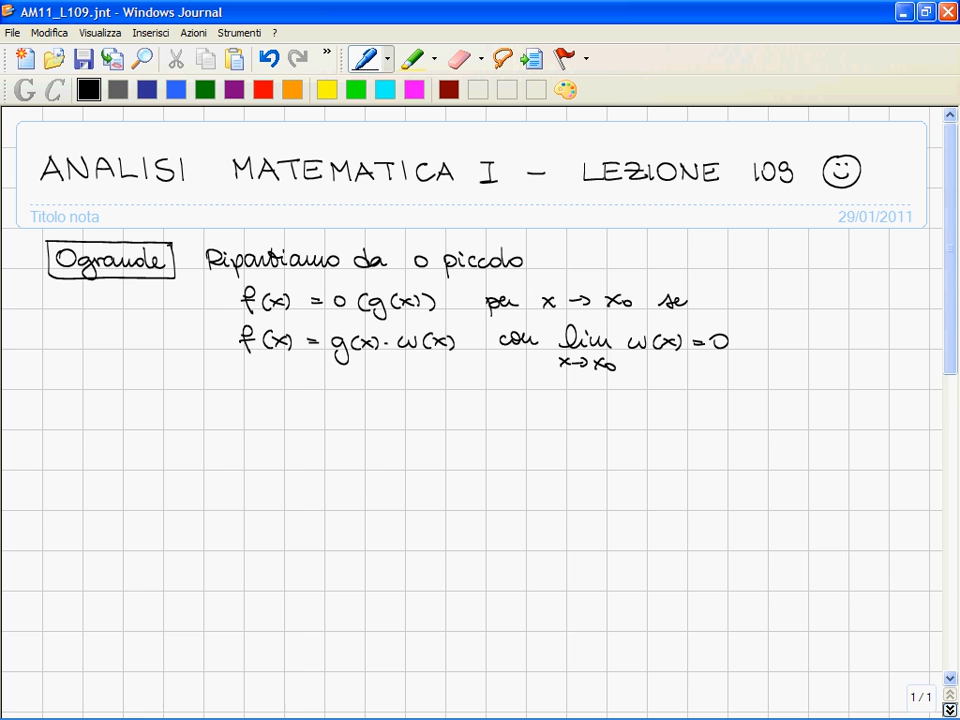 AM11_L109.jnt - Windows Journal
File Modifica Visualizza Inserisci Azioni Strumenti ?
G C
ANALISI MATEMATICA I - LEZIONE 109 ☺
Titolo nota 29/01/2011
O grande Ripartiamo da o piccolo
f(x) = o (g(x)) per x → x₀ se
f(x) = g(x) · ω(x) con lim ω(x) = 0
x → x₀
1 / 1